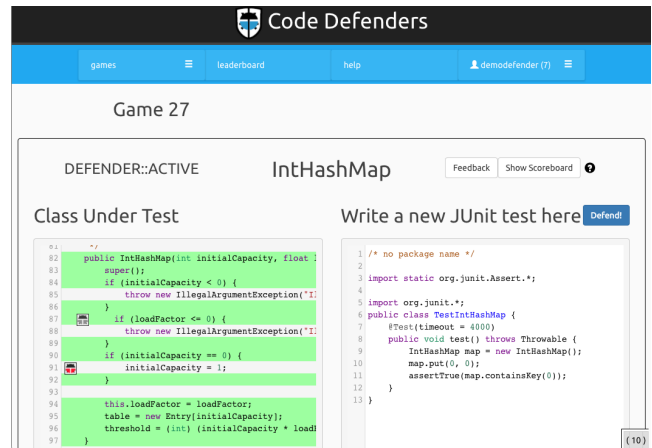 Code Defenders
games
leaderboard
help
demodefender (7)
Game 27
DEFENDER::ACTIVE
IntHashMap
Feedback
Show Scoreboard
Class Under Test
Write a new JUnit test here
Defend!
81 */
82 public IntHashMap(int initialCapacity, float
83 super();
84 if (initialCapacity < 0) {
85 throw new IllegalArgumentException("Il
86 }
87 if (loadFactor <= 0) {
88 throw new IllegalArgumentException("Il
89 }
90 if (initialCapacity == 0) {
91 initialCapacity = 1;
92 }
93
94 this.loadFactor = loadFactor;
95 table = new Entry[initialCapacity];
96 threshold = (int) (initialCapacity * loadF
97 }
1 /* no package name */
2
3 import static org.junit.Assert.*;
4
5 import org.junit.*;
6 public class TestIntHashMap {
7 @Test(timeout = 4000)
8 public void test() throws Throwable {
9 IntHashMap map = new IntHashMap();
10 map.put(0, 0);
11 assertTrue(map.containsKey(0));
12 }
13 }
(10)